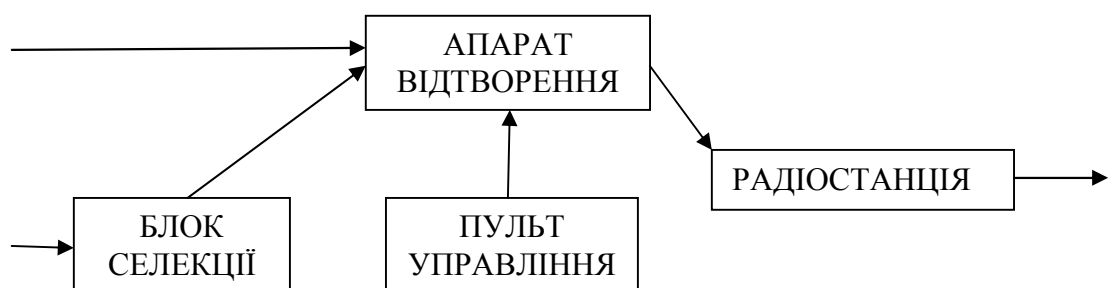 АПАРАТ
ВІДТВОРЕННЯ
РАДІОСТАНЦІЯ
БЛОК
СЕЛЕКЦІЇ
ПУЛЬТ
УПРАВЛІННЯ